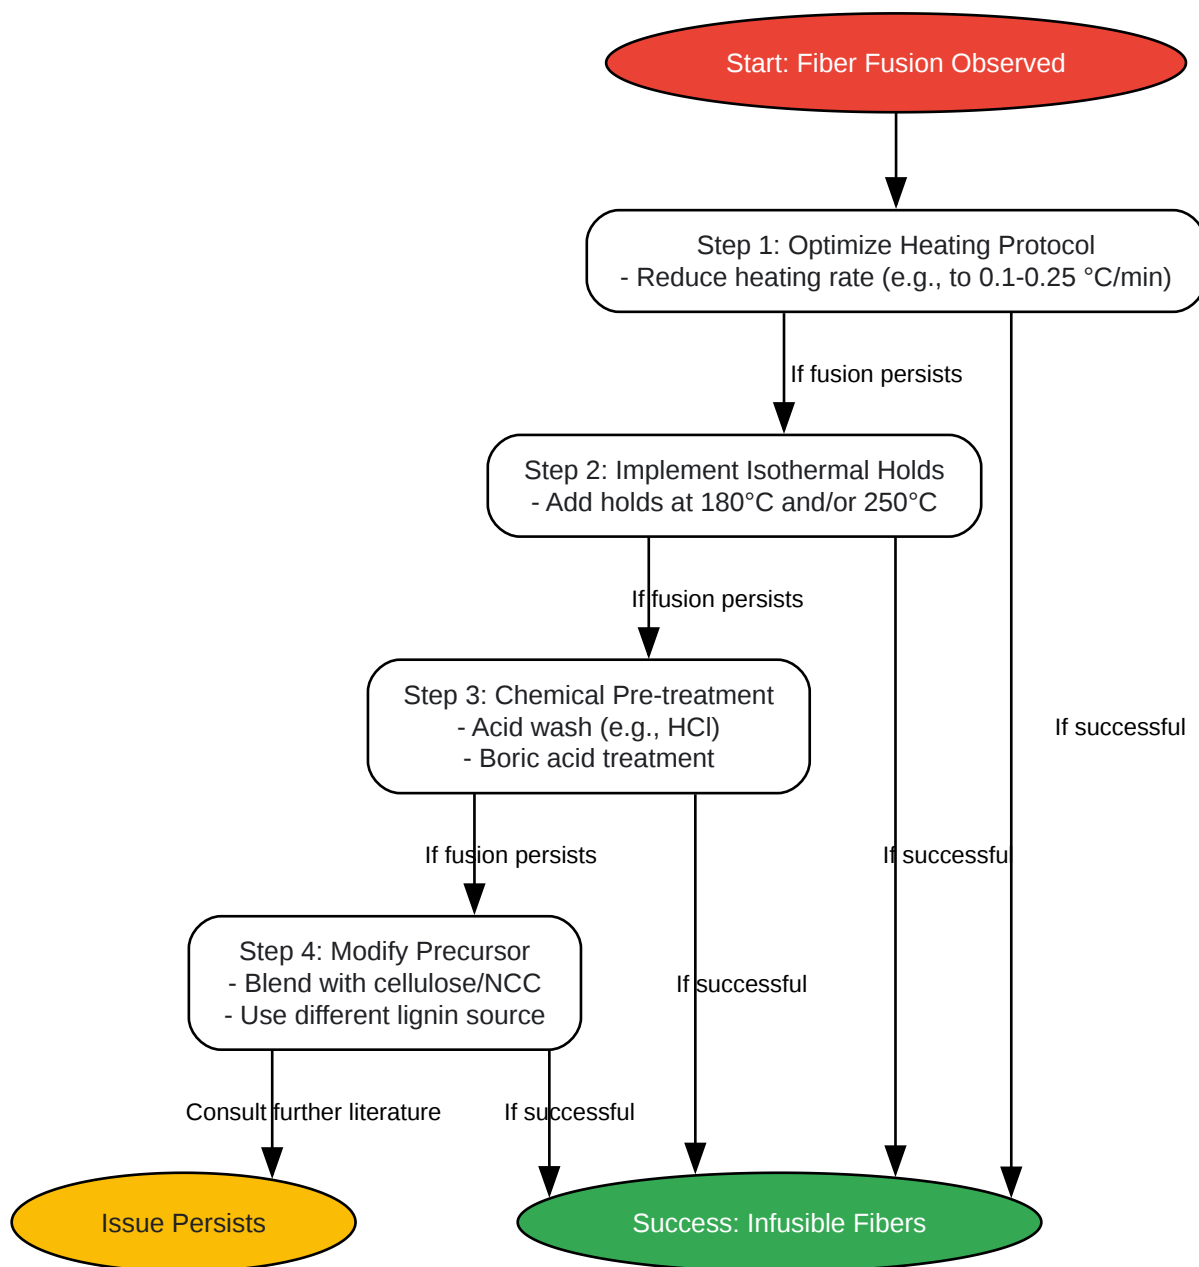 Start: Fiber Fusion Observed
Step 1: Optimize Heating Protocol
- Reduce heating rate (e.g., to 0.1-0.25 °C/min)
If fusion persists
Step 2: Implement Isothermal Holds
- Add holds at 180°C and/or 250°C
If fusion persists
Step 3: Chemical Pre-treatment
- Acid wash (e.g., HCl)
- Boric acid treatment
If successful
If fusion persists
If successful
Step 4: Modify Precursor
- Blend with cellulose/NCC
- Use different lignin source
If successful
Consult further literature
If successful
Issue Persists
Success: Infusible Fibers